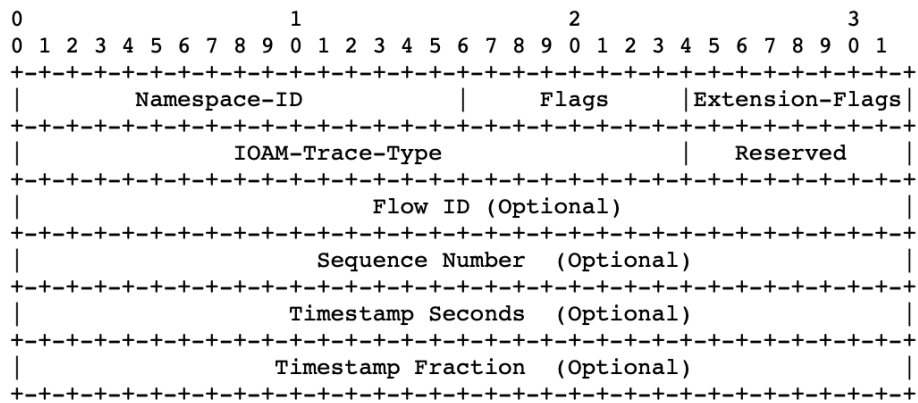 0                   1                   2                   3
0 1 2 3 4 5 6 7 8 9 0 1 2 3 4 5 6 7 8 9 0 1 2 3 4 5 6 7 8 9 0 1
+-+-+-+-+-+-+-+-+-+-+-+-+-+-+-+-+-+-+-+-+-+-+-+-+-+-+-+-+-+-+-+-+
|        Namespace-ID           |     Flags     |Extension-Flags|
+-+-+-+-+-+-+-+-+-+-+-+-+-+-+-+-+-+-+-+-+-+-+-+-+-+-+-+-+-+-+-+-+
|               IOAM-Trace-Type                 |   Reserved    |
+-+-+-+-+-+-+-+-+-+-+-+-+-+-+-+-+-+-+-+-+-+-+-+-+-+-+-+-+-+-+-+-+
|                         Flow ID (Optional)                    |
+-+-+-+-+-+-+-+-+-+-+-+-+-+-+-+-+-+-+-+-+-+-+-+-+-+-+-+-+-+-+-+-+
|                     Sequence Number  (Optional)               |
+-+-+-+-+-+-+-+-+-+-+-+-+-+-+-+-+-+-+-+-+-+-+-+-+-+-+-+-+-+-+-+-+
|                   Timestamp Seconds  (Optional)               |
+-+-+-+-+-+-+-+-+-+-+-+-+-+-+-+-+-+-+-+-+-+-+-+-+-+-+-+-+-+-+-+-+
|                  Timestamp Fraction  (Optional)               |
+-+-+-+-+-+-+-+-+-+-+-+-+-+-+-+-+-+-+-+-+-+-+-+-+-+-+-+-+-+-+-+-+